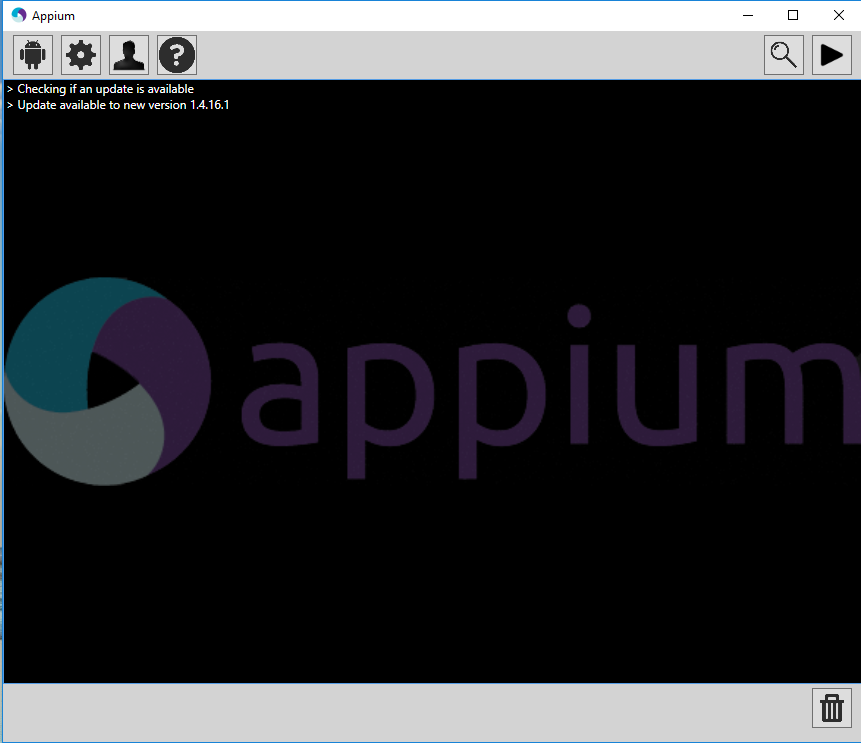 Appium
?
> Checking if an update is available
> Update available to new version 1.4.16.1
appium